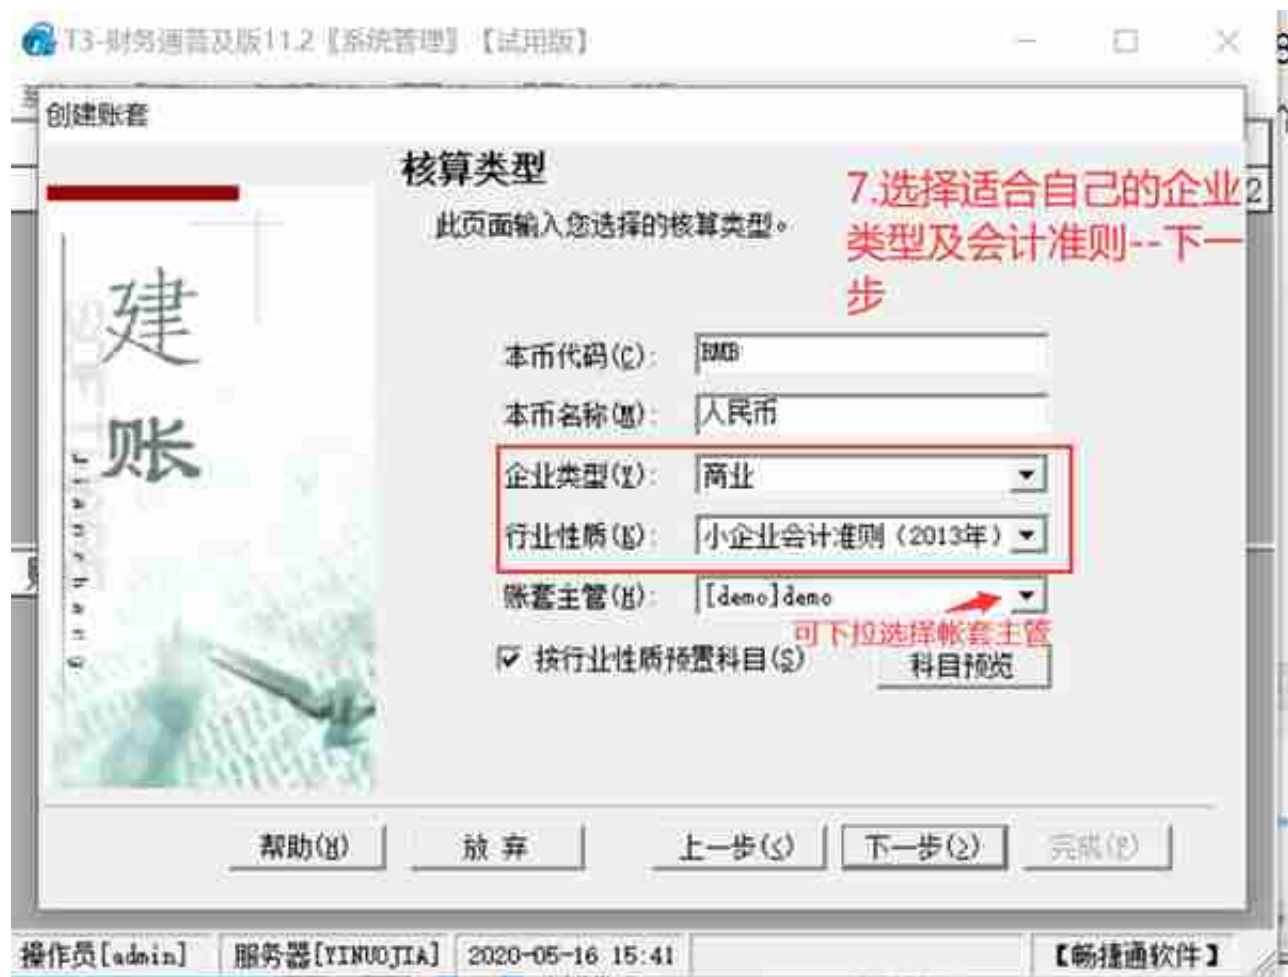 T3-财务通普及版11.2〖系统管理〗【试用版】
创建账套
核算类型
此页面输入您选择的核算类型。
7.选择适合自己的企业
类型及会计准则--下一
步
建
账
Jianzhang
本币代码(C):
RMB
本币名称(M):
人民币
企业类型(Y):
商业
行业性质(K):
小企业会计准则（2013年）
账套主管(H):
[demo]demo
可下拉选择帐套主管
按行业性质预置科目(S)
科目预览
帮助(H)
放 弃
上一步(<)
下一步(>)
完成(F)
操作员[admin]
服务器[YINUOJIA]
2020-05-16 15:41
【畅捷通软件】